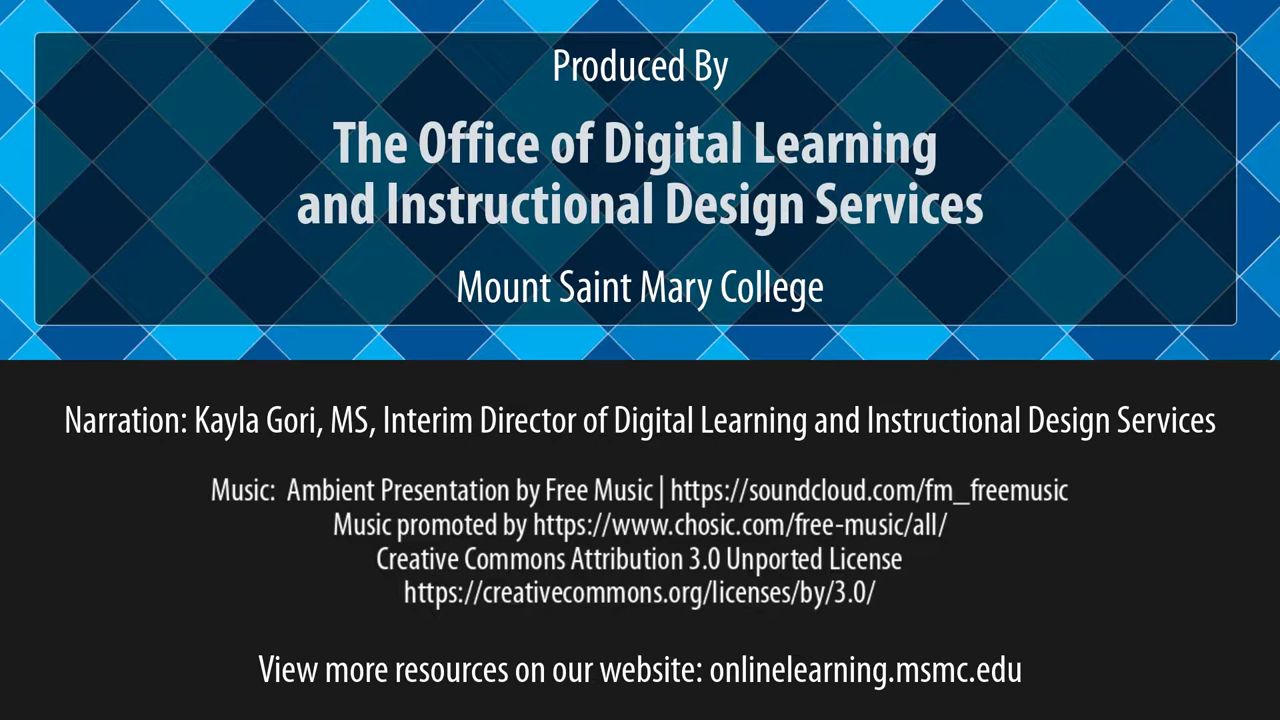 Produced By
The Office of Digital Learning
and Instructional Design Services
Mount Saint Mary College
Narration: Kayla Gori, MS, Interim Director of Digital Learning and Instructional Design Services
Music:  Ambient Presentation by Free Music | https://soundcloud.com/fm_freemusic
Music promoted by https://www.chosic.com/free-music/all/
Creative Commons Attribution 3.0 Unported License
https://creativecommons.org/licenses/by/3.0/
View more resources on our website: onlinelearning.msmc.edu